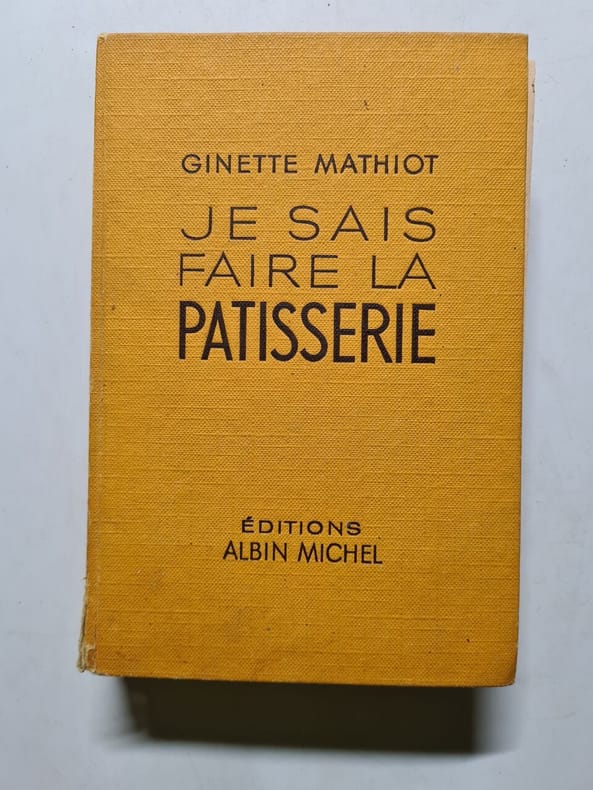 GINETTE MATHIOT
JE SAIS
FAIRE LA
PATISSERIE
ÉDITIONS
ALBIN MICHEL